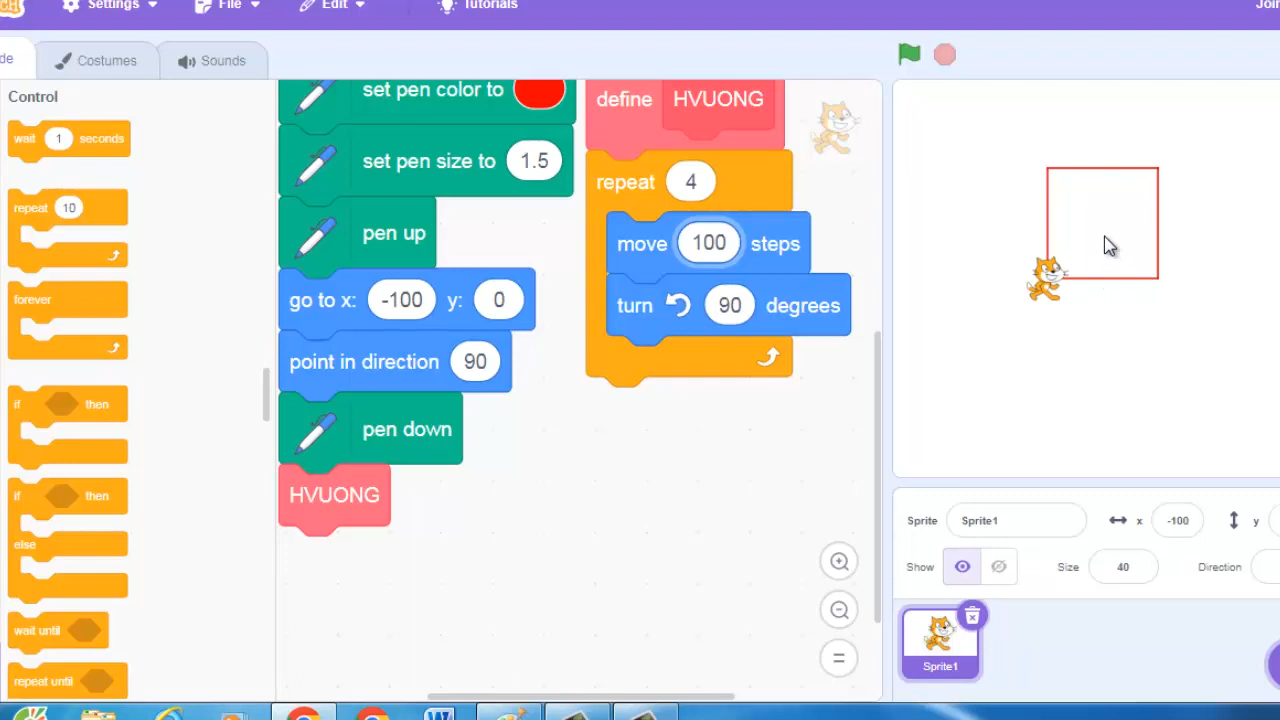 Settings File Edit Tutorials
Costumes Sounds
Control
wait 1 seconds
repeat 10
forever
if then
if then
else
wait until
repeat until
set pen color to
set pen size to 1.5
pen up
go to x: -100 y: 0
point in direction 90
pen down
HVUONG
define HVUONG
repeat 4
move 100 steps
turn 90 degrees
Sprite Sprite1 x -100 y
Show Size 40 Direction
Sprite1